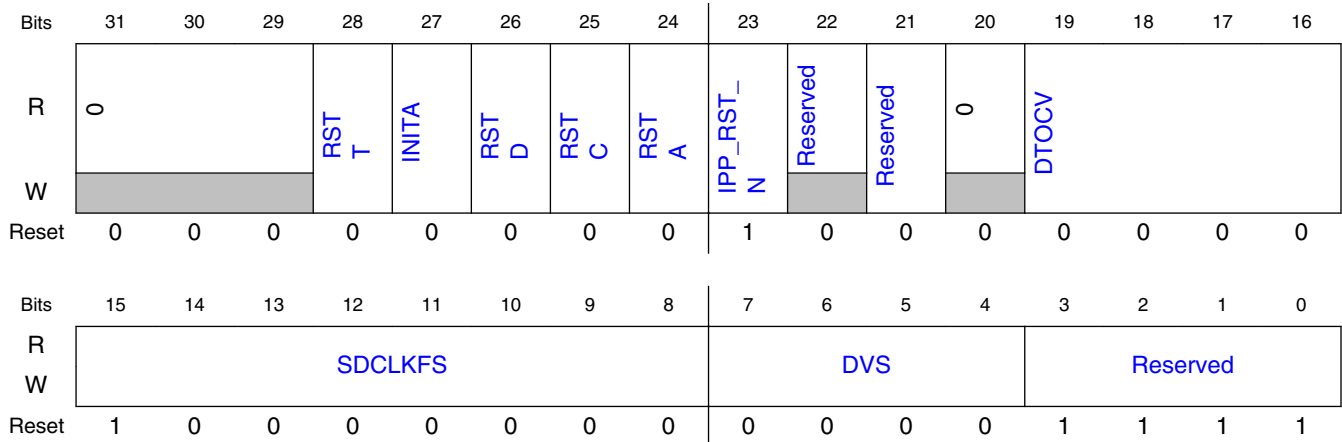 Bits 31 30 29 28 27 26 25 24 23 22 21 20 19 18 17 16
R 0 RST T INITA RST D RST C RST A IPP_RST_ N Reserved Reserved 0 DTOCV
W
Reset 0 0 0 0 0 0 0 0 1 0 0 0 0 0 0 0
Bits 15 14 13 12 11 10 9 8 7 6 5 4 3 2 1 0
R
SDCLKFS DVS Reserved
W
Reset 1 0 0 0 0 0 0 0 0 0 0 0 1 1 1 1